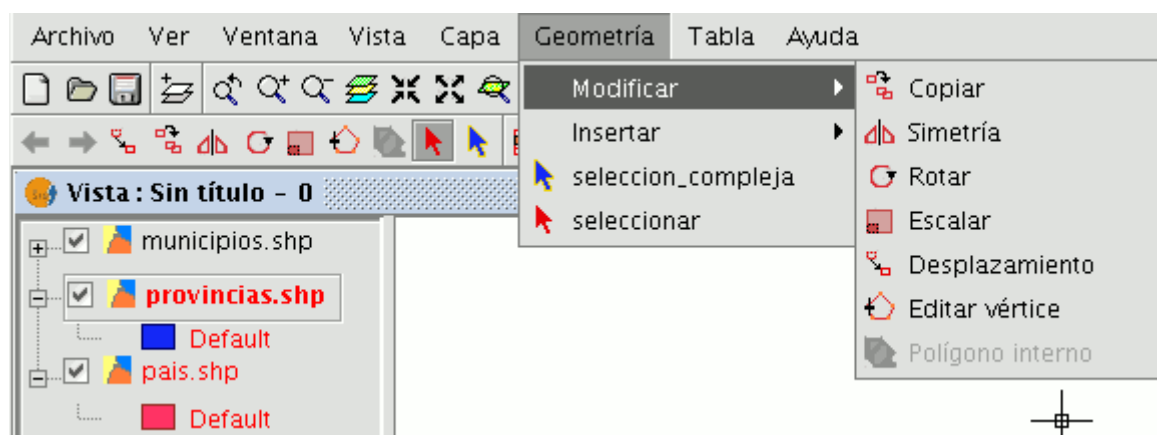 Archivo Ver Ventana Vista Capa Geometría Tabla Ayuda
Modificar
Insertar
seleccion_compleja
seleccionar
Copiar
Simetría
Rotar
Escalar
Desplazamiento
Editar vértice
Polígono interno
Vista : Sin título - 0
municipios.shp
provincias.shp
Default
pais.shp
Default